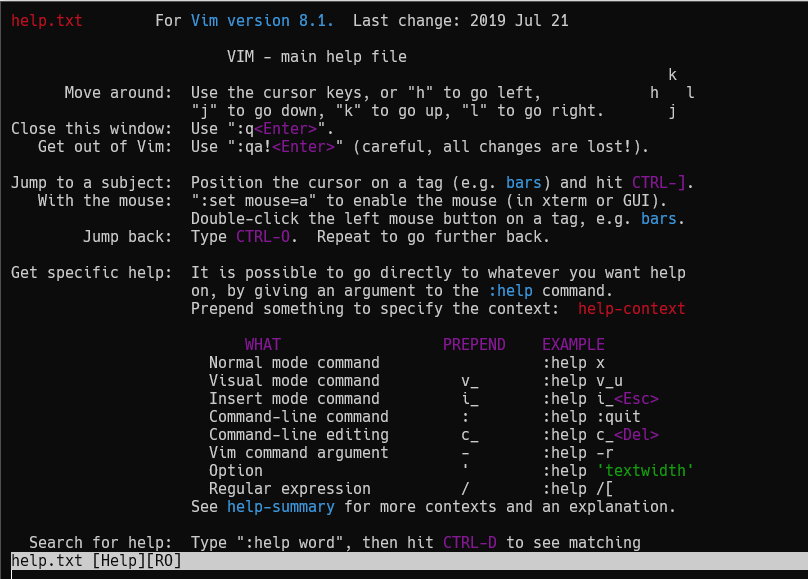 help.txt For Vim version 8.1. Last change: 2019 Jul 21
VIM - main help file
k
Move around: Use the cursor keys, or "h" to go left, h l
"j" to go down, "k" to go up, "l" to go right. j
Close this window: Use ":q<Enter>".
Get out of Vim: Use ":qa!<Enter>" (careful, all changes are lost!).
Jump to a subject: Position the cursor on a tag (e.g. bars) and hit CTRL-].
With the mouse: ":set mouse=a" to enable the mouse (in xterm or GUI).
Double-click the left mouse button on a tag, e.g. bars.
Jump back: Type CTRL-O. Repeat to go further back.
Get specific help: It is possible to go directly to whatever you want help
on, by giving an argument to the :help command.
Prepend something to specify the context: help-context
WHAT PREPEND EXAMPLE
Normal mode command :help x
Visual mode command v_ :help v_u
Insert mode command i_ :help i_<Esc>
Command-line command : :help :quit
Command-line editing c_ :help c_<Del>
Vim command argument - :help -r
Option ' :help 'textwidth'
Regular expression / :help /[
See help-summary for more contexts and an explanation.
Search for help: Type ":help word", then hit CTRL-D to see matching
help.txt [Help][RO]